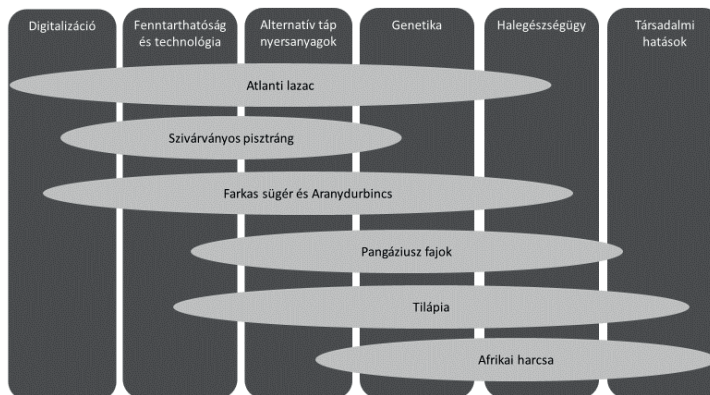 Digitalizáció
Fenntarthatóság
és technológia
Alternatív táp
nyersanyagok
Genetika
Halegészségügy
Társadalmi
hatások
Atlanti lazac
Szivárványos pisztráng
Farkas sügér és Aranydurbincs
Pangáziusz fajok
Tilápia
Afrikai harcsa